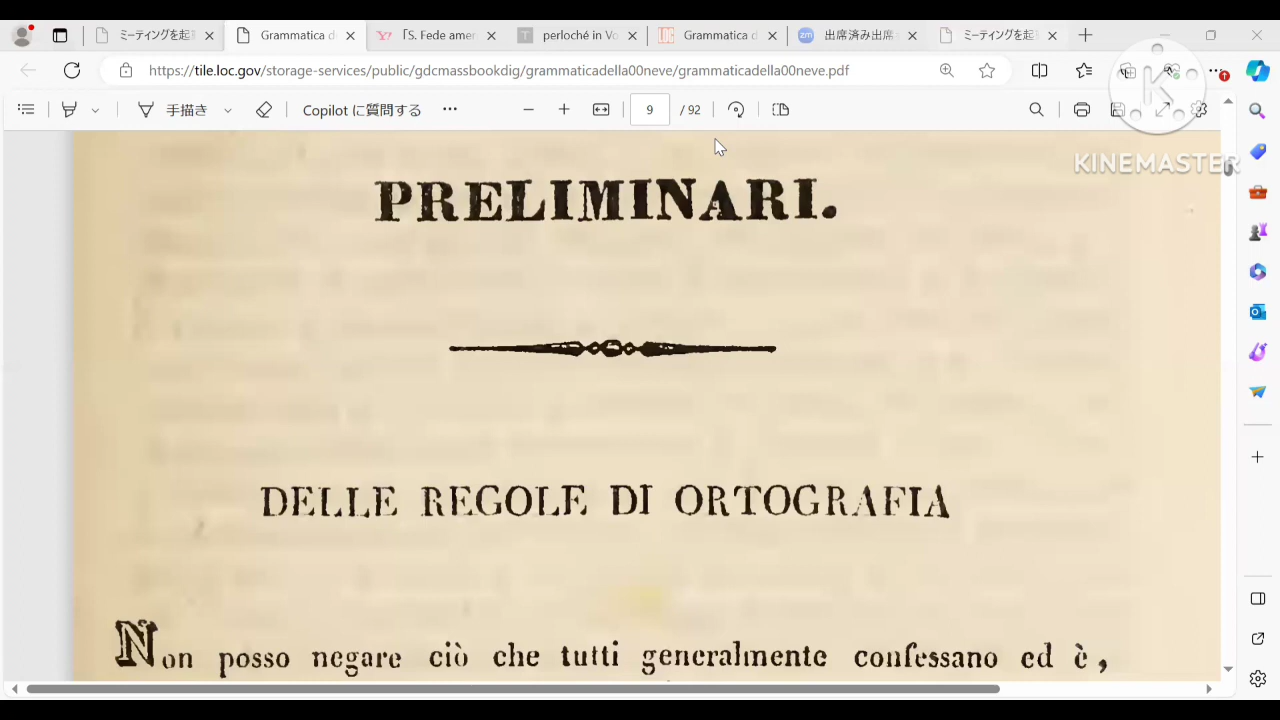 ミーティングを起
Grammatica d
「S. Fede amer
perloché in Vo
Grammatica d
出席済み出席
ミーティングを起
https://tile.loc.gov/storage-services/public/gdcmassbookdig/grammaticadella00neve/grammaticadella00neve.pdf
手描き
Copilot に質問する
9
/ 92
KINEMASTER
PRELIMINARI.
DELLE REGOLE DI ORTOGRAFIA
Non posso negare ciò che tutti generalmente confessano ed è,